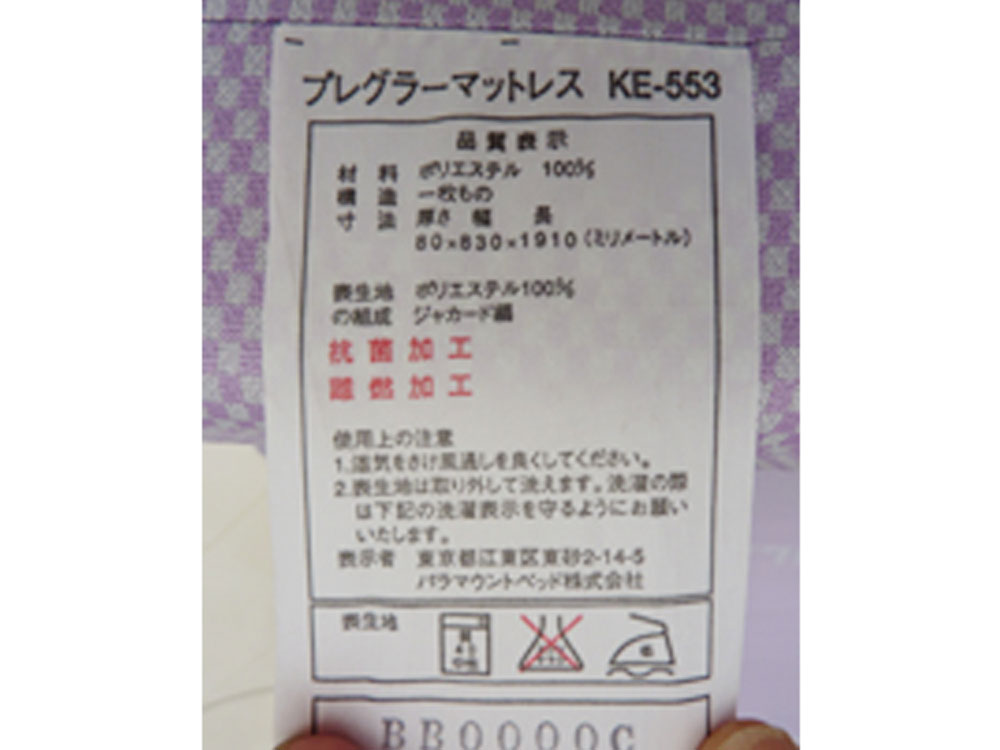 プレグラーマットレス KE-553
品質表示
材料 ポリエステル 100%
構造 一枚もの
寸法 厚さ 幅 長
80×830×1910(ミリメートル)
表生地 ポリエステル100%
の組成 ジャカード織
抗菌加工
難燃加工
使用上の注意
1.湿気をさけ風通しを良くしてください。
2.表生地は取り外して洗えます。洗濯の際
は下記の洗濯表示を守るようにお願い
いたします。
表示者 東京都江東区東砂2-14-5
パラマウントベッド株式会社
表生地
BB0000C